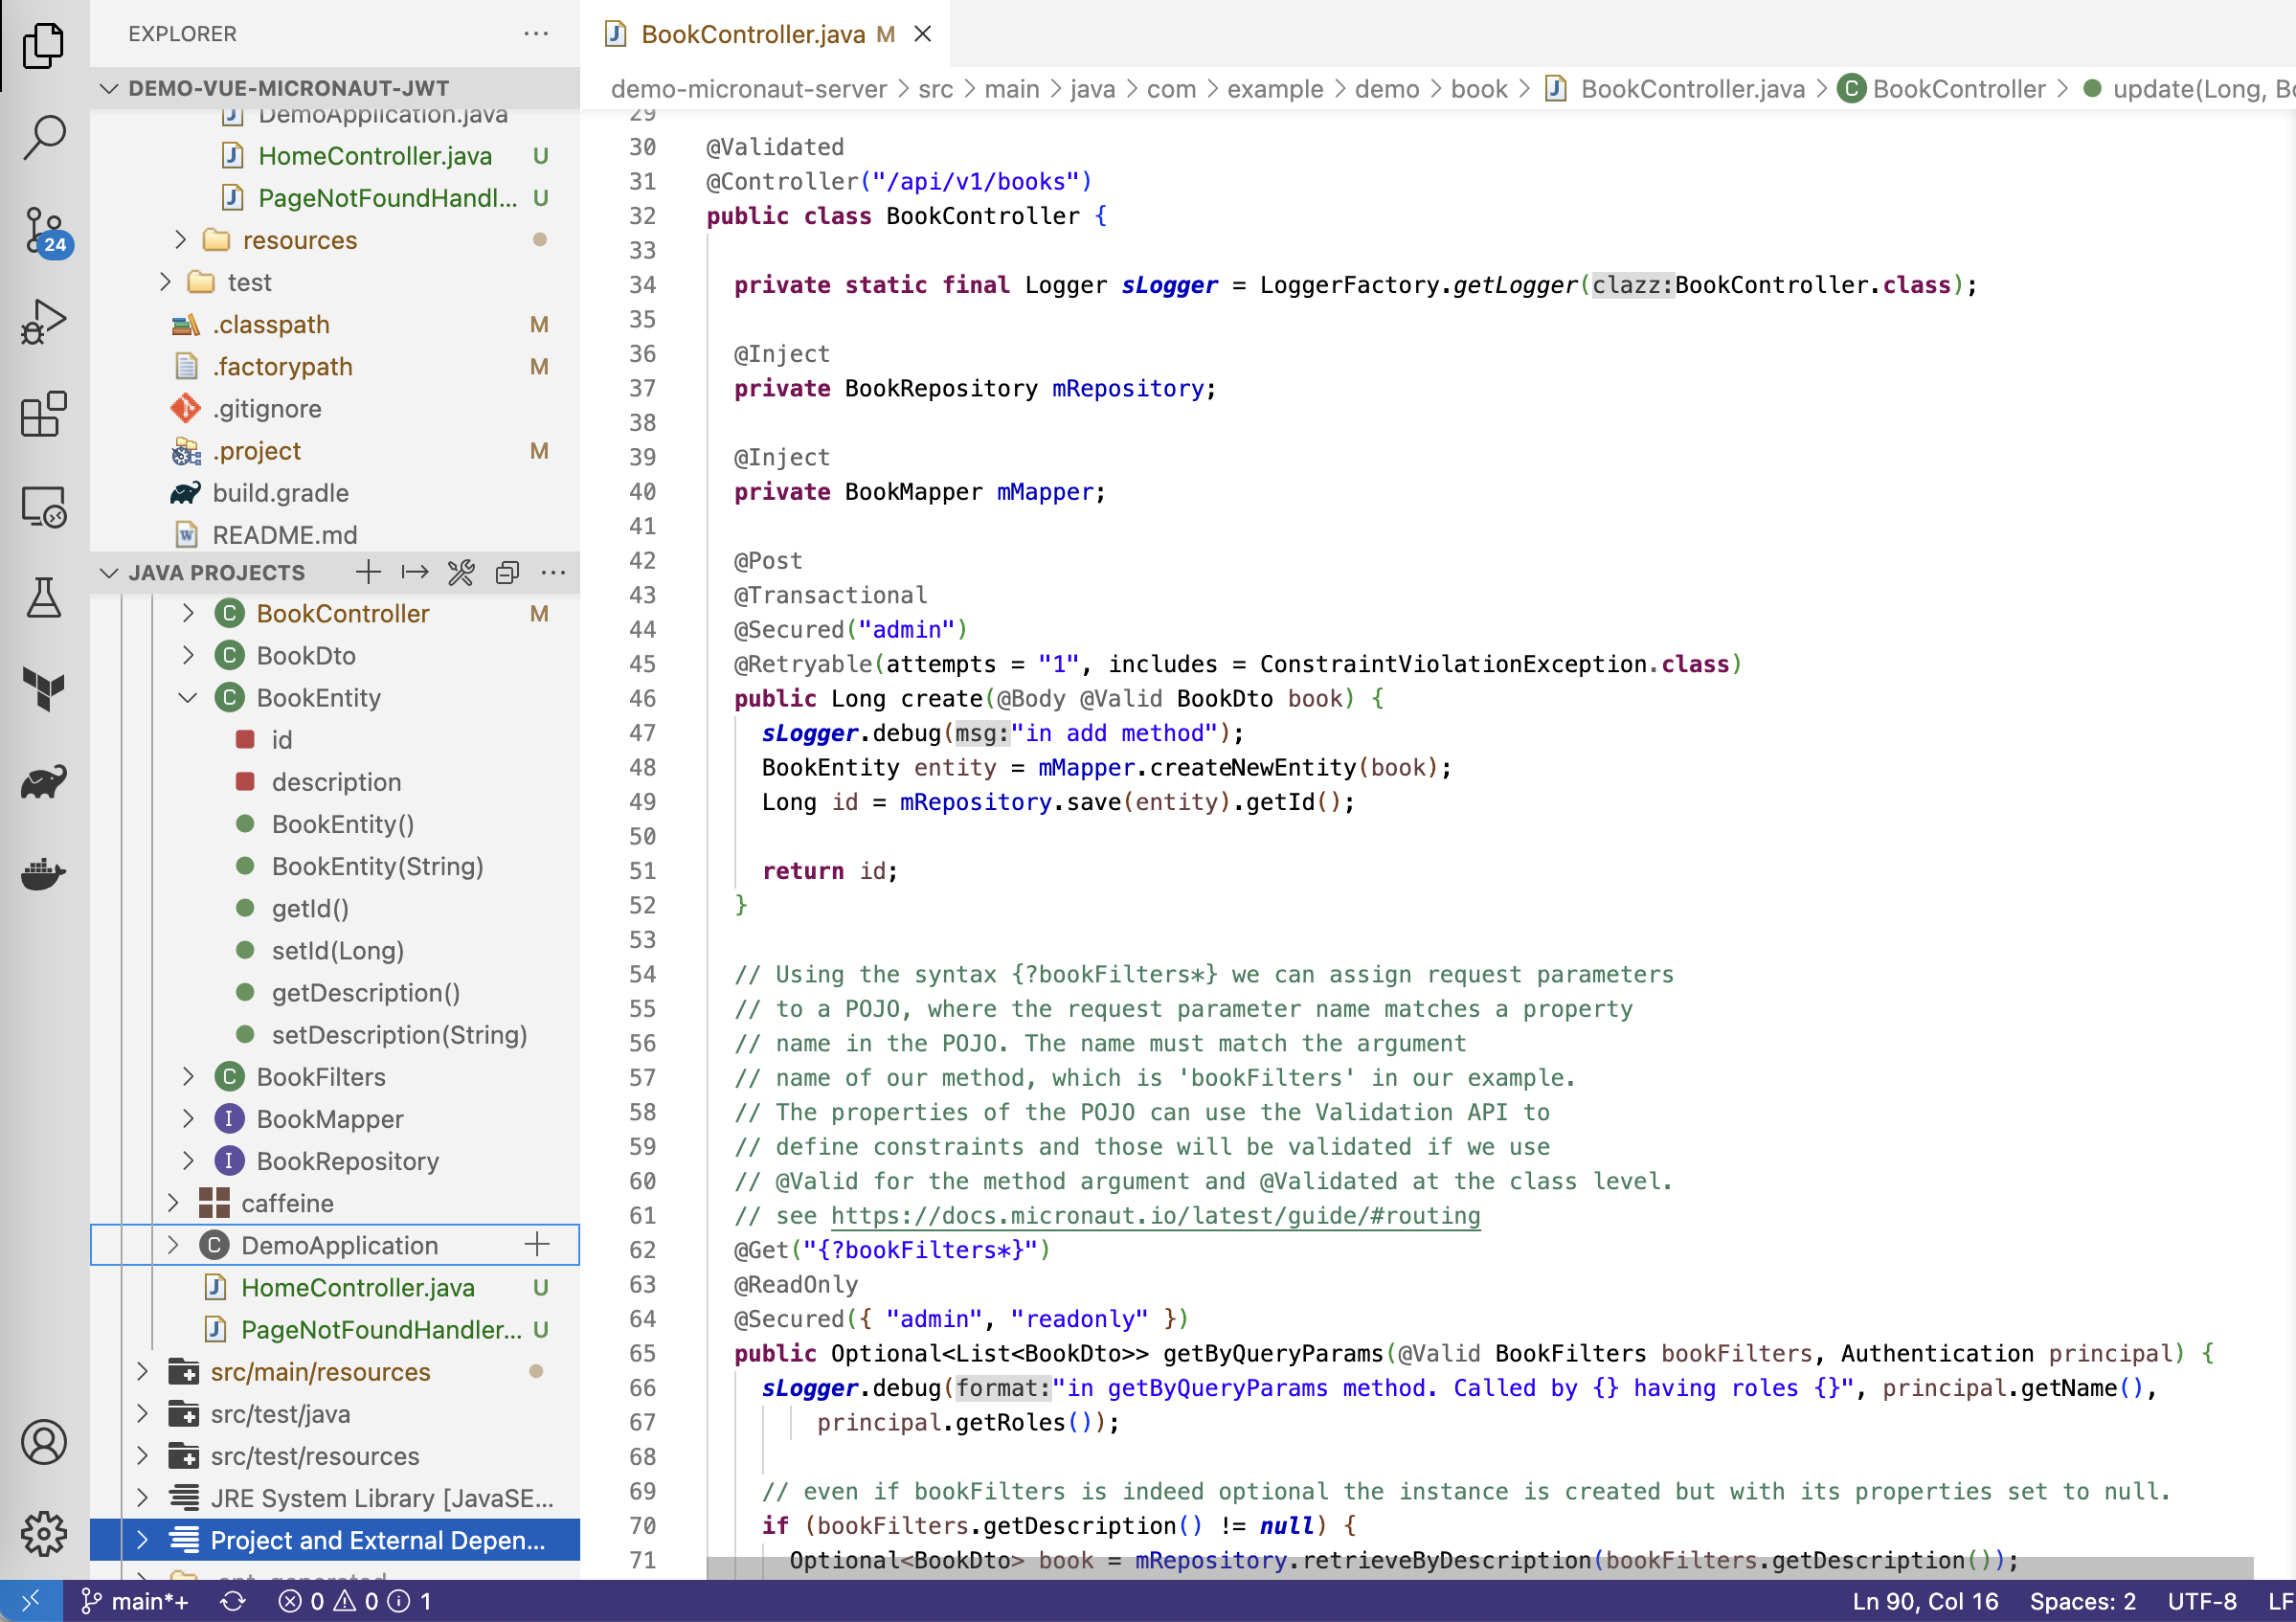 EXPLORER
DEMO-VUE-MICRONAUT-JWT
DemoApplication.java
HomeController.java U
PageNotFoundHandl... U
resources
test
.classpath M
.factorypath M
.gitignore
.project M
build.gradle
README.md
24
JAVA PROJECTS
BookController M
BookDto
BookEntity
id
description
BookEntity()
BookEntity(String)
getId()
setId(Long)
getDescription()
setDescription(String)
BookFilters
BookMapper
BookRepository
caffeine
DemoApplication
HomeController.java U
PageNotFoundHandler... U
src/main/resources
src/test/java
src/test/resources
JRE System Library [JavaSE...
Project and External Depen...
BookController.java M
demo-micronaut-server > src > main > java > com > example > demo > book > BookController.java > BookController > update(Long, Bo
29
30 @Validated
31 @Controller("/api/v1/books")
32 public class BookController {
33
34 private static final Logger sLogger = LoggerFactory.getLogger(clazz:BookController.class);
35
36 @Inject
37 private BookRepository mRepository;
38
39 @Inject
40 private BookMapper mMapper;
41
42 @Post
43 @Transactional
44 @Secured("admin")
45 @Retryable(attempts = "1", includes = ConstraintViolationException.class)
46 public Long create(@Body @Valid BookDto book) {
47 sLogger.debug(msg:"in add method");
48 BookEntity entity = mMapper.createNewEntity(book);
49 Long id = mRepository.save(entity).getId();
50
51 return id;
52 }
53
54 // Using the syntax {?bookFilters*} we can assign request parameters
55 // to a POJO, where the request parameter name matches a property
56 // name in the POJO. The name must match the argument
57 // name of our method, which is 'bookFilters' in our example.
58 // The properties of the POJO can use the Validation API to
59 // define constraints and those will be validated if we use
60 // @Valid for the method argument and @Validated at the class level.
61 // see https://docs.micronaut.io/latest/guide/#routing
62 @Get("{?bookFilters*}")
63 @ReadOnly
64 @Secured({ "admin", "readonly" })
65 public Optional<List<BookDto>> getByQueryParams(@Valid BookFilters bookFilters, Authentication principal) {
66 sLogger.debug(format:"in getByQueryParams method. Called by {} having roles {}", principal.getName(),
67 principal.getRoles());
68
69 // even if bookFilters is indeed optional the instance is created but with its properties set to null.
70 if (bookFilters.getDescription() != null) {
71 Optional<BookDto> book = mRepository.retrieveByDescription(bookFilters.getDescription());
main*+ 0 0 1
Ln 90, Col 16 Spaces: 2 UTF-8 LF